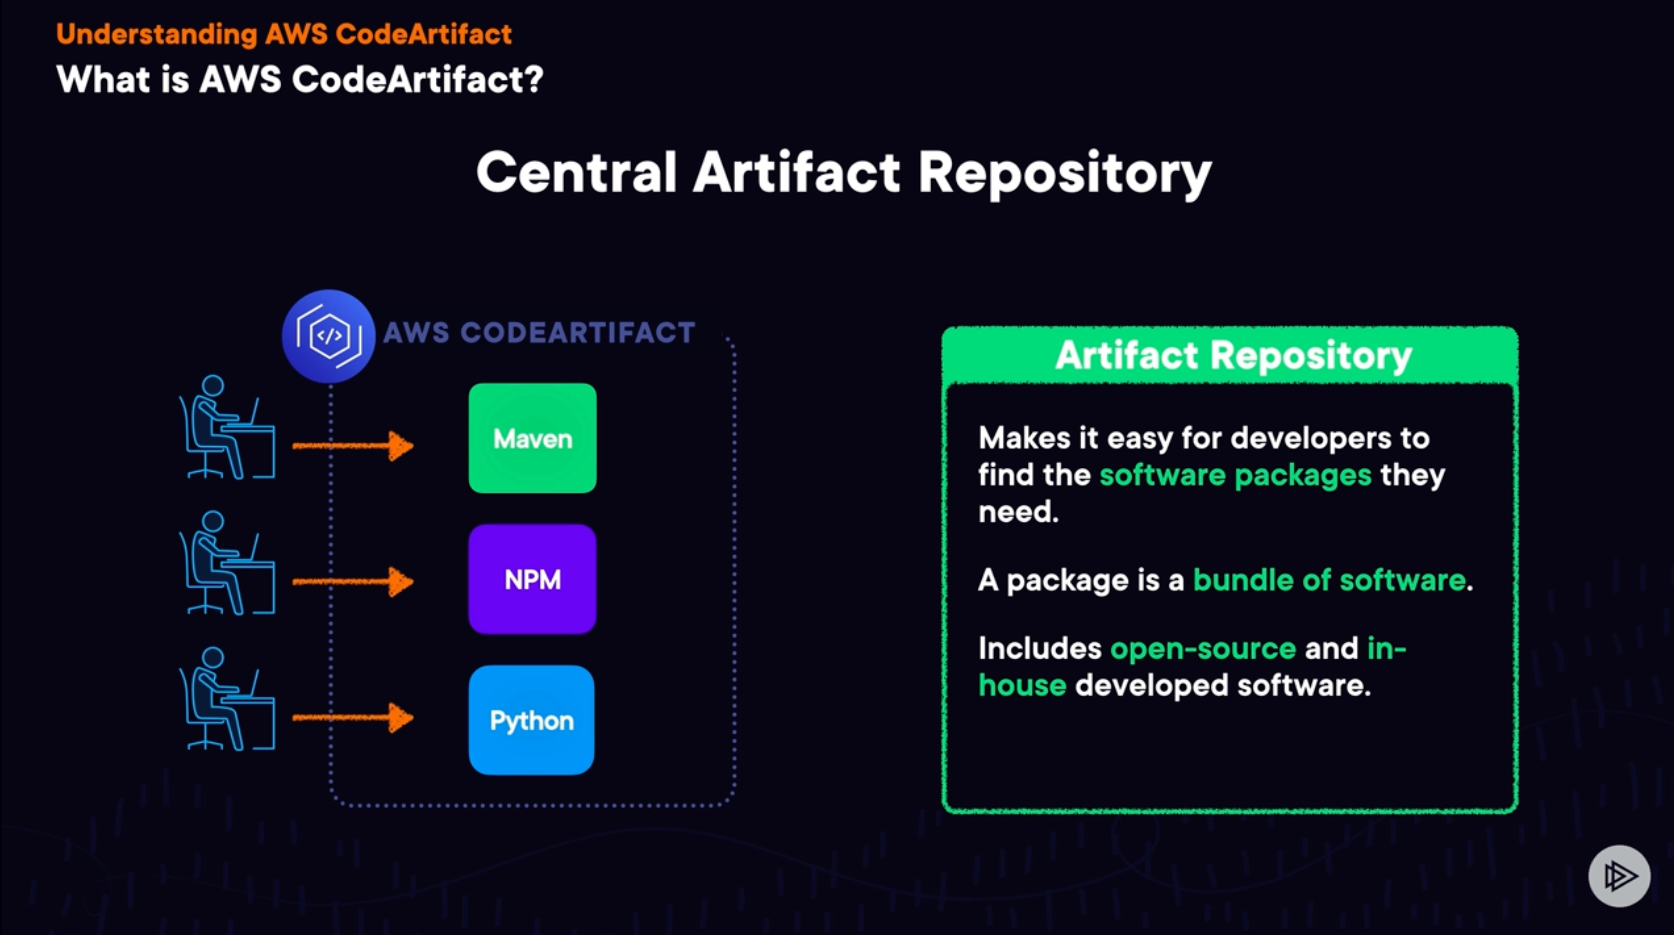 Understanding AWS CodeArtifact
What is AWS CodeArtifact?
Central Artifact Repository
</>
AWS CODEARTIFACT
Maven
NPM
Python
Artifact Repository
Makes it easy for developers to
find the software packages they
need.
A package is a bundle of software.
Includes open-source and in-
house developed software.